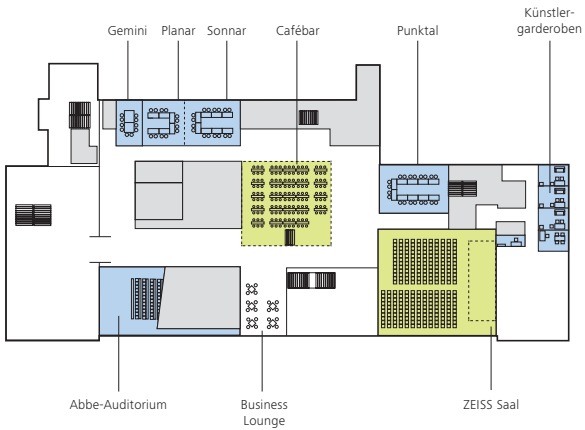 Künstler-
garderoben
Gemini
Planar
Sonnar
Cafébar
Punktal
Abbe-Auditorium
Business
Lounge
ZEISS Saal